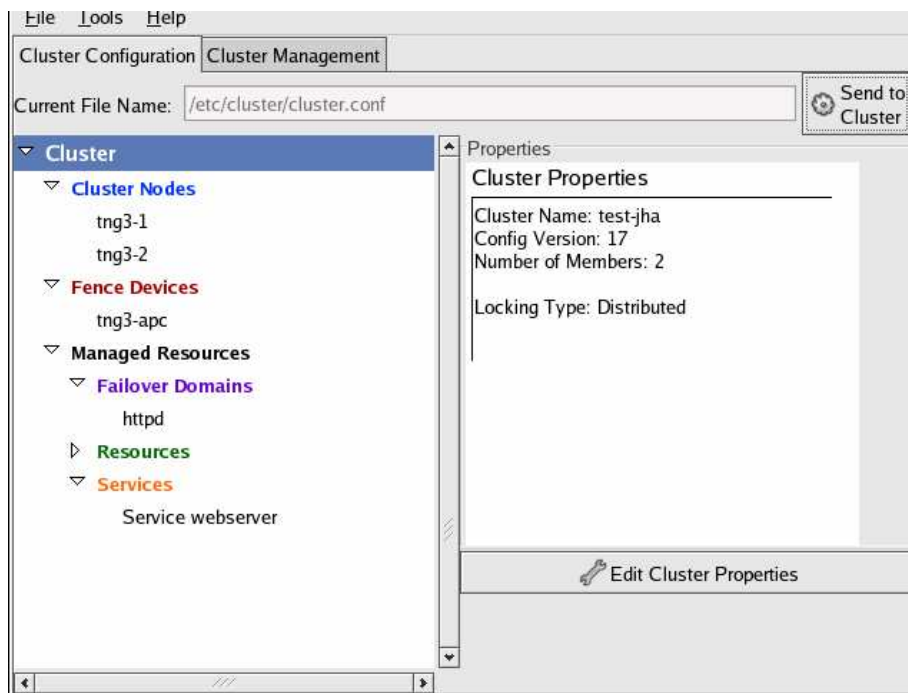 File Tools Help
Cluster Configuration Cluster Management
Current File Name: /etc/cluster/cluster.conf
Send to
Cluster
Cluster
Cluster Nodes
tng3-1
tng3-2
Fence Devices
tng3-apc
Managed Resources
Failover Domains
httpd
Resources
Services
Service webserver
Properties
Cluster Properties
Cluster Name: test-jha
Config Version: 17
Number of Members: 2
Locking Type: Distributed
Edit Cluster Properties